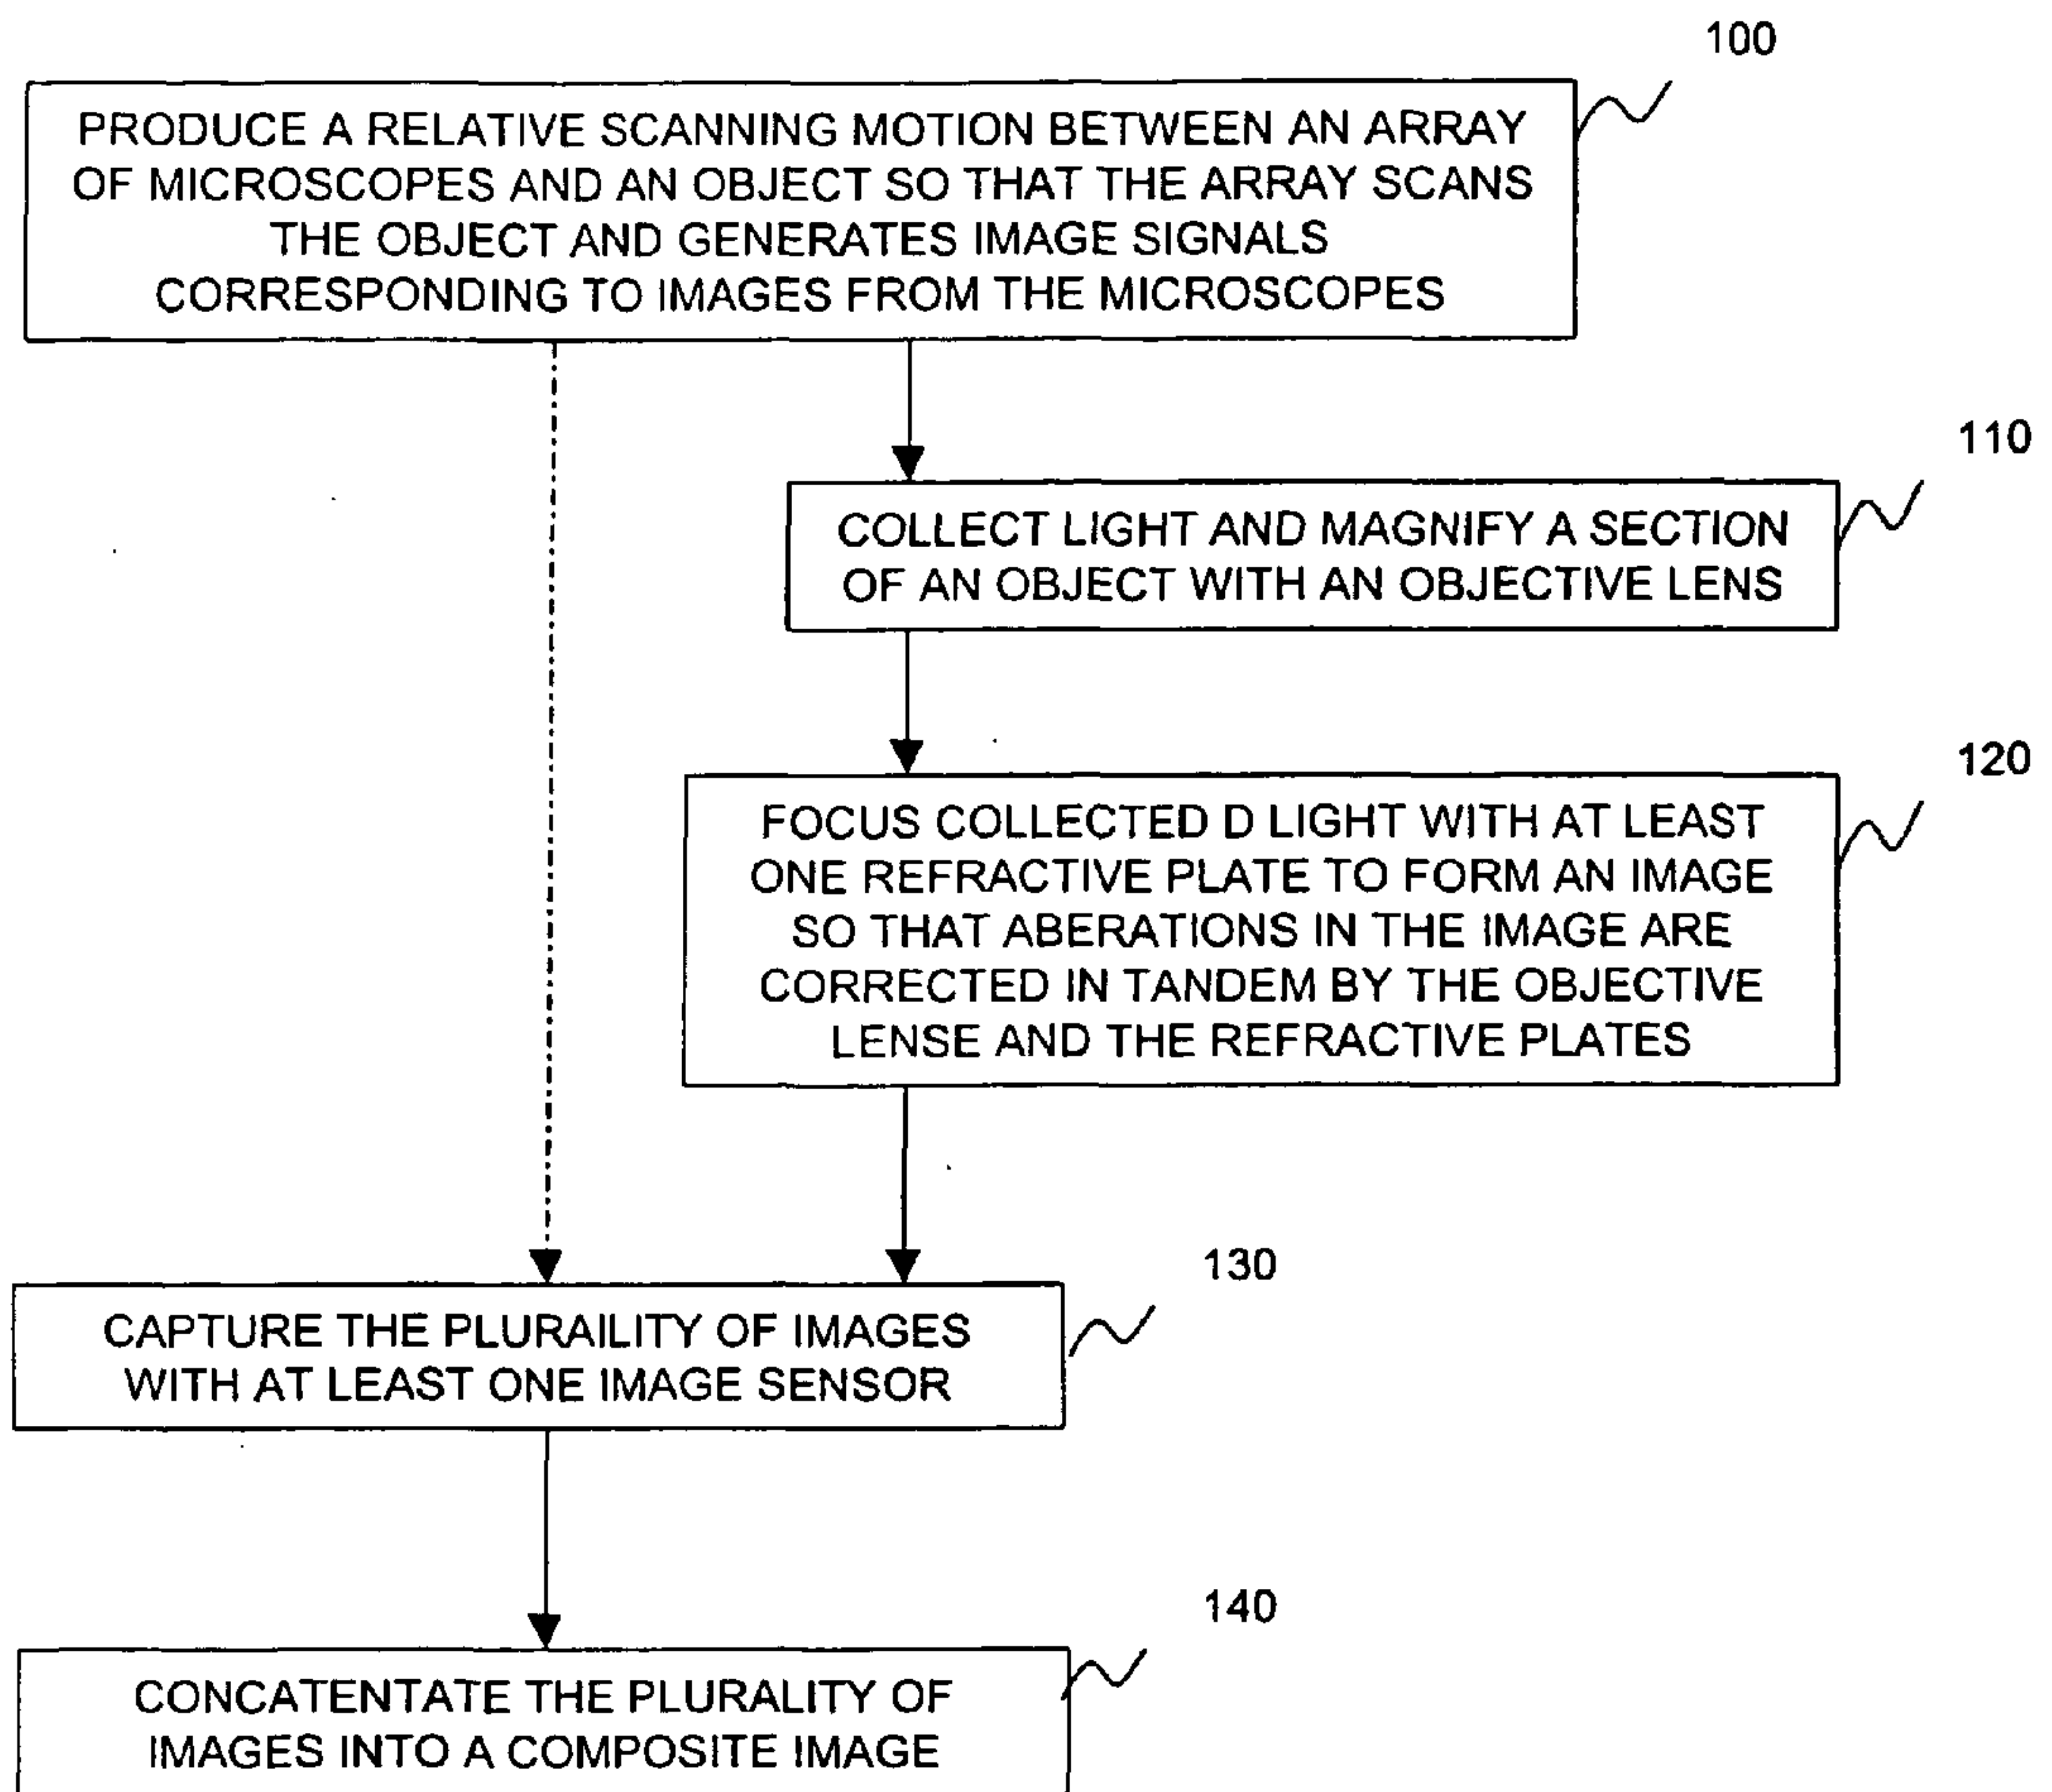 100
PRODUCE A RELATIVE SCANNING MOTION BETWEEN AN ARRAY
OF MICROSCOPES AND AN OBJECT SO THAT THE ARRAY SCANS
THE OBJECT AND GENERATES IMAGE SIGNALS
CORRESPONDING TO IMAGES FROM THE MICROSCOPES
110
COLLECT LIGHT AND MAGNIFY A SECTION
OF AN OBJECT WITH AN OBJECTIVE LENS
120
FOCUS COLLECTED D LIGHT WITH AT LEAST
ONE REFRACTIVE PLATE TO FORM AN IMAGE
SO THAT ABERATIONS IN THE IMAGE ARE
CORRECTED IN TANDEM BY THE OBJECTIVE
LENSE AND THE REFRACTIVE PLATES
130
CAPTURE THE PLURAILITY OF IMAGES
WITH AT LEAST ONE IMAGE SENSOR
140
CONCATENTATE THE PLURALITY OF
IMAGES INTO A COMPOSITE IMAGE